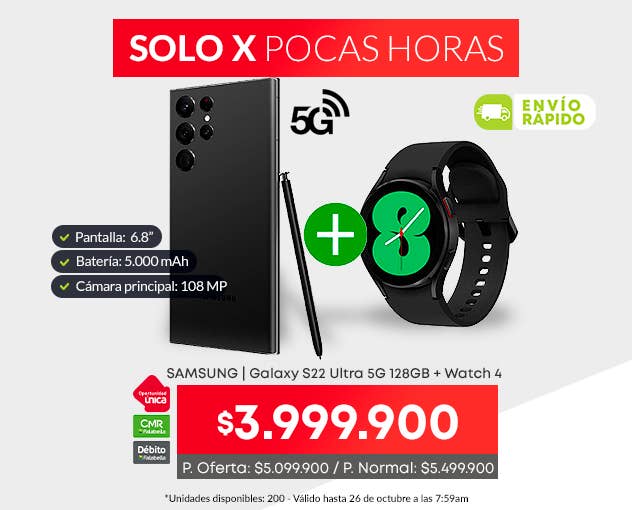 SOLO X POCAS HORAS
5G
ENVÍO
RÁPIDO
Pantalla: 6.8”
Batería: 5.000 mAh
Cámara principal: 108 MP
SAMSUNG
8
SAMSUNG | Galaxy S22 Ultra 5G 128GB + Watch 4
Oportunidad
única
CMR
Falabella
Débito
Falabella
$3.999.900
P. Oferta: $5.099.900 / P. Normal: $5.499.900
*Unidades disponibles: 200 - Válido hasta 26 de octubre a las 7:59am